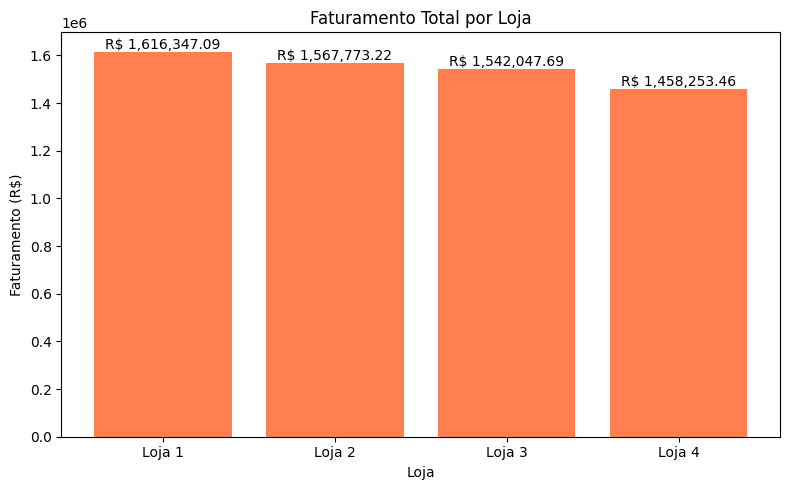 Faturamento Total por Loja
1e6
R$ 1,616,347.09
R$ 1,567,773.22
R$ 1,542,047.69
R$ 1,458,253.46
1.6
1.4
1.2
1.0
0.8
0.6
0.4
0.2
0.0
Faturamento (R$)
Loja 1 Loja 2 Loja 3 Loja 4
Loja